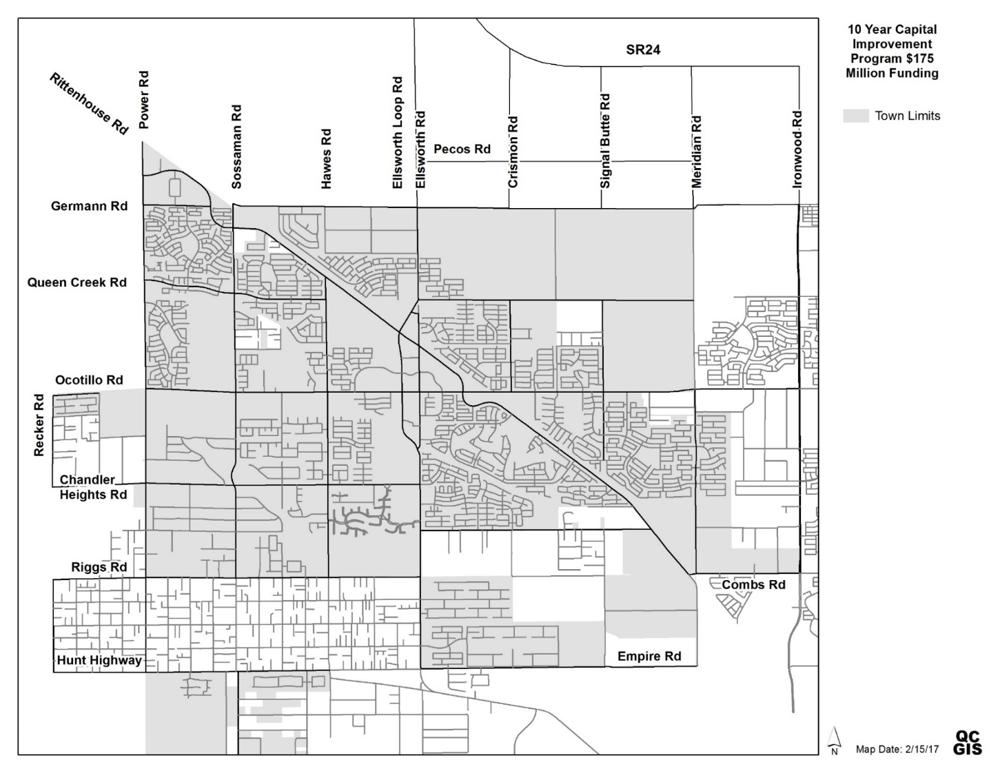 10 Year Capital
Improvement
Program $175
Million Funding
Town Limits
SR24
Rittenhouse Rd
Power Rd
Sossaman Rd
Hawes Rd
Ellsworth Loop Rd
Ellsworth Rd
Pecos Rd
Crismon Rd
Signal Butte Rd
Meridian Rd
Ironwood Rd
Germann Rd
Queen Creek Rd
Ocotillo Rd
Recker Rd
Chandler
Heights Rd
Riggs Rd
Combs Rd
Hunt Highway
Empire Rd
N
Map Date: 2/15/17
QC
GIS